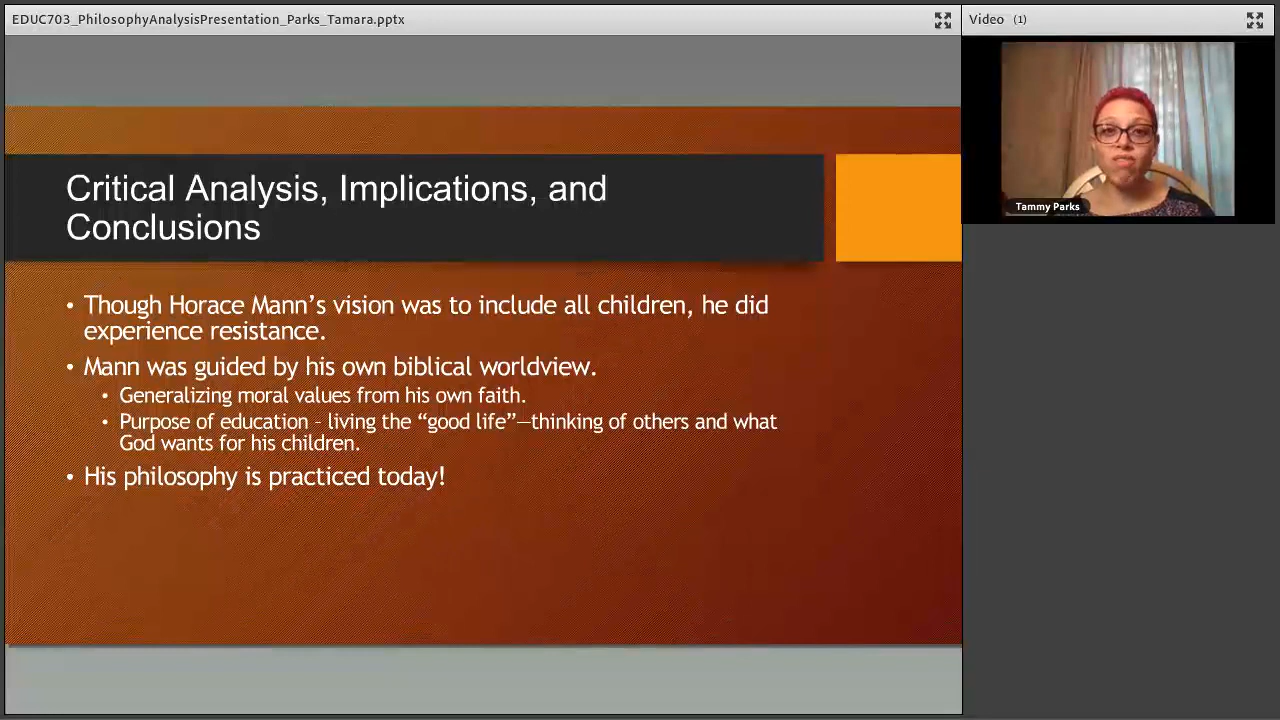 EDUC703_PhilosophyAnalysisPresentation_Parks_Tamara.pptx
Video (1)
Tammy Parks
Critical Analysis, Implications, and
Conclusions
• Though Horace Mann’s vision was to include all children, he did
experience resistance.
• Mann was guided by his own biblical worldview.
• Generalizing moral values from his own faith.
• Purpose of education – living the “good life”—thinking of others and what
God wants for his children.
• His philosophy is practiced today!